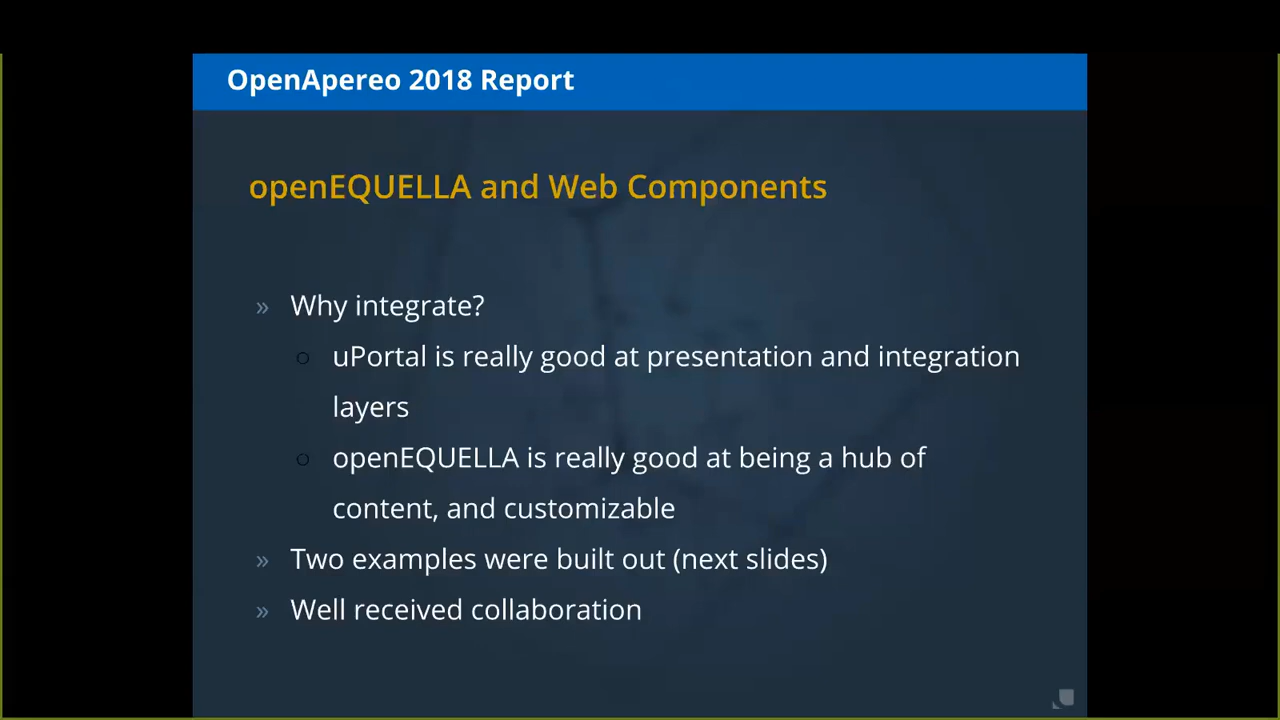 OpenApereo 2018 Report
openEQUELLA and Web Components
» Why integrate?
○ uPortal is really good at presentation and integration
layers
○ openEQUELLA is really good at being a hub of
content, and customizable
» Two examples were built out (next slides)
» Well received collaboration